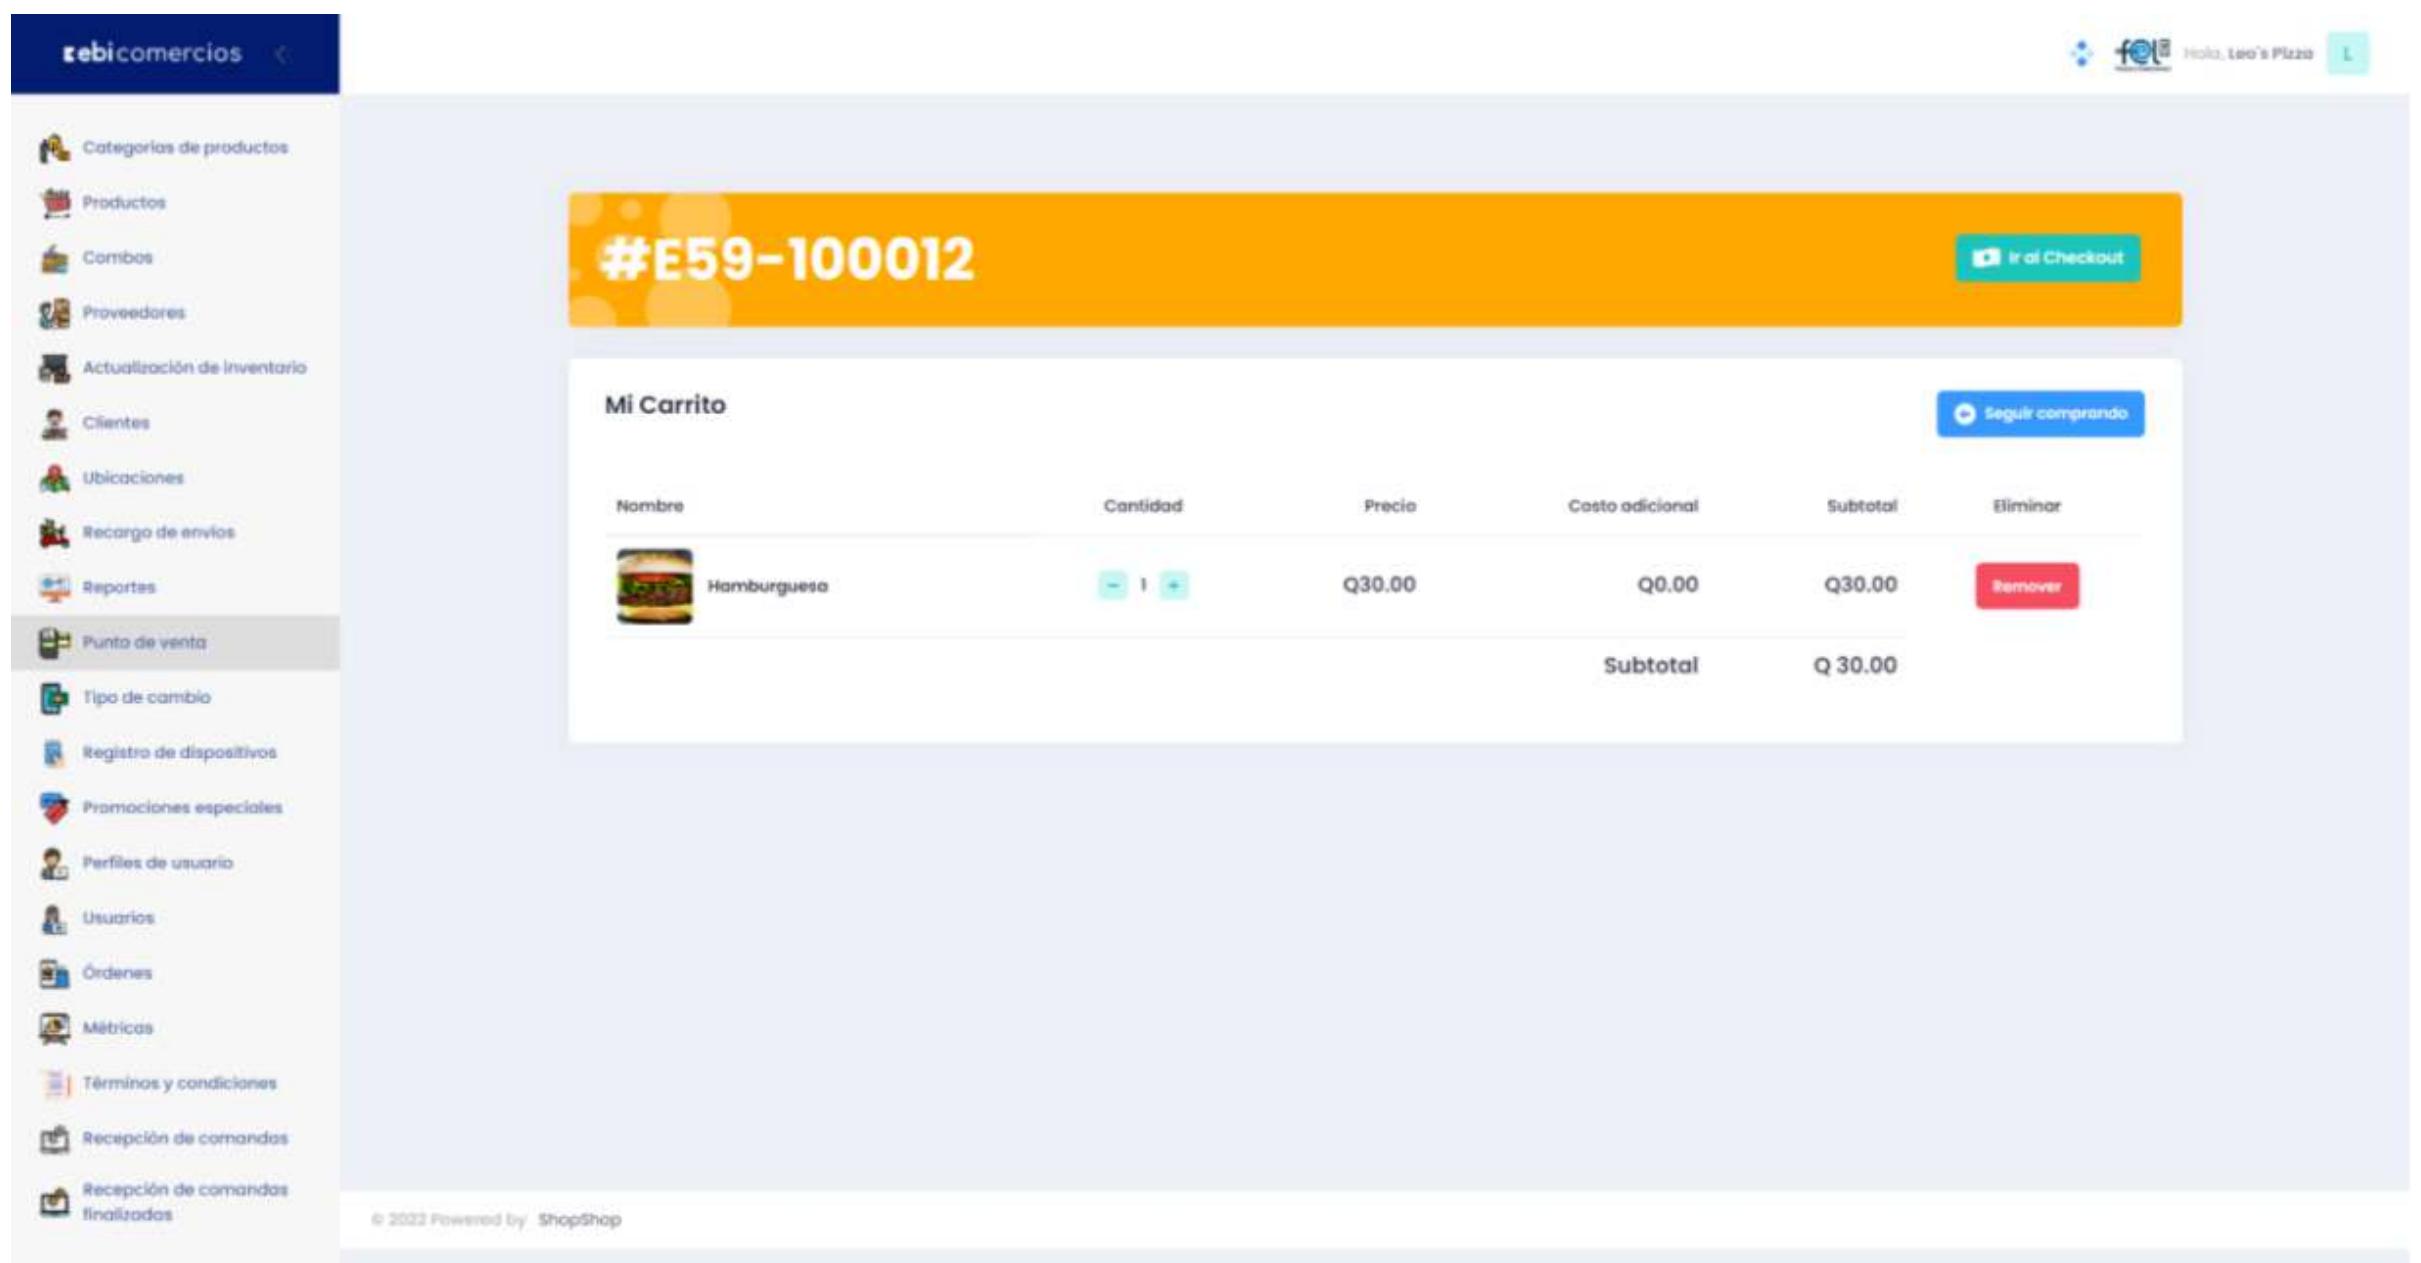 ebicomercios
Hola, Leo's Pizza L
Categorías de productos
Productos
Combos
Proveedores
Actualización de inventario
Clientes
Ubicaciones
Recargo de envíos
Reportes
Punto de venta
Tipo de cambio
Registro de dispositivos
Promociones especiales
Perfiles de usuario
Usuarios
Órdenes
Métricas
Términos y condiciones
Recepción de comandas
Recepción de comandas
finalizadas
#E59-100012
Ir al Checkout
Mi Carrito
Seguir comprando
Nombre Cantidad Precio Costo adicional Subtotal Eliminar
Hamburguesa - 1 + Q30.00 Q0.00 Q30.00 Remover
Subtotal Q 30.00
© 2022 Powered by ShopShop